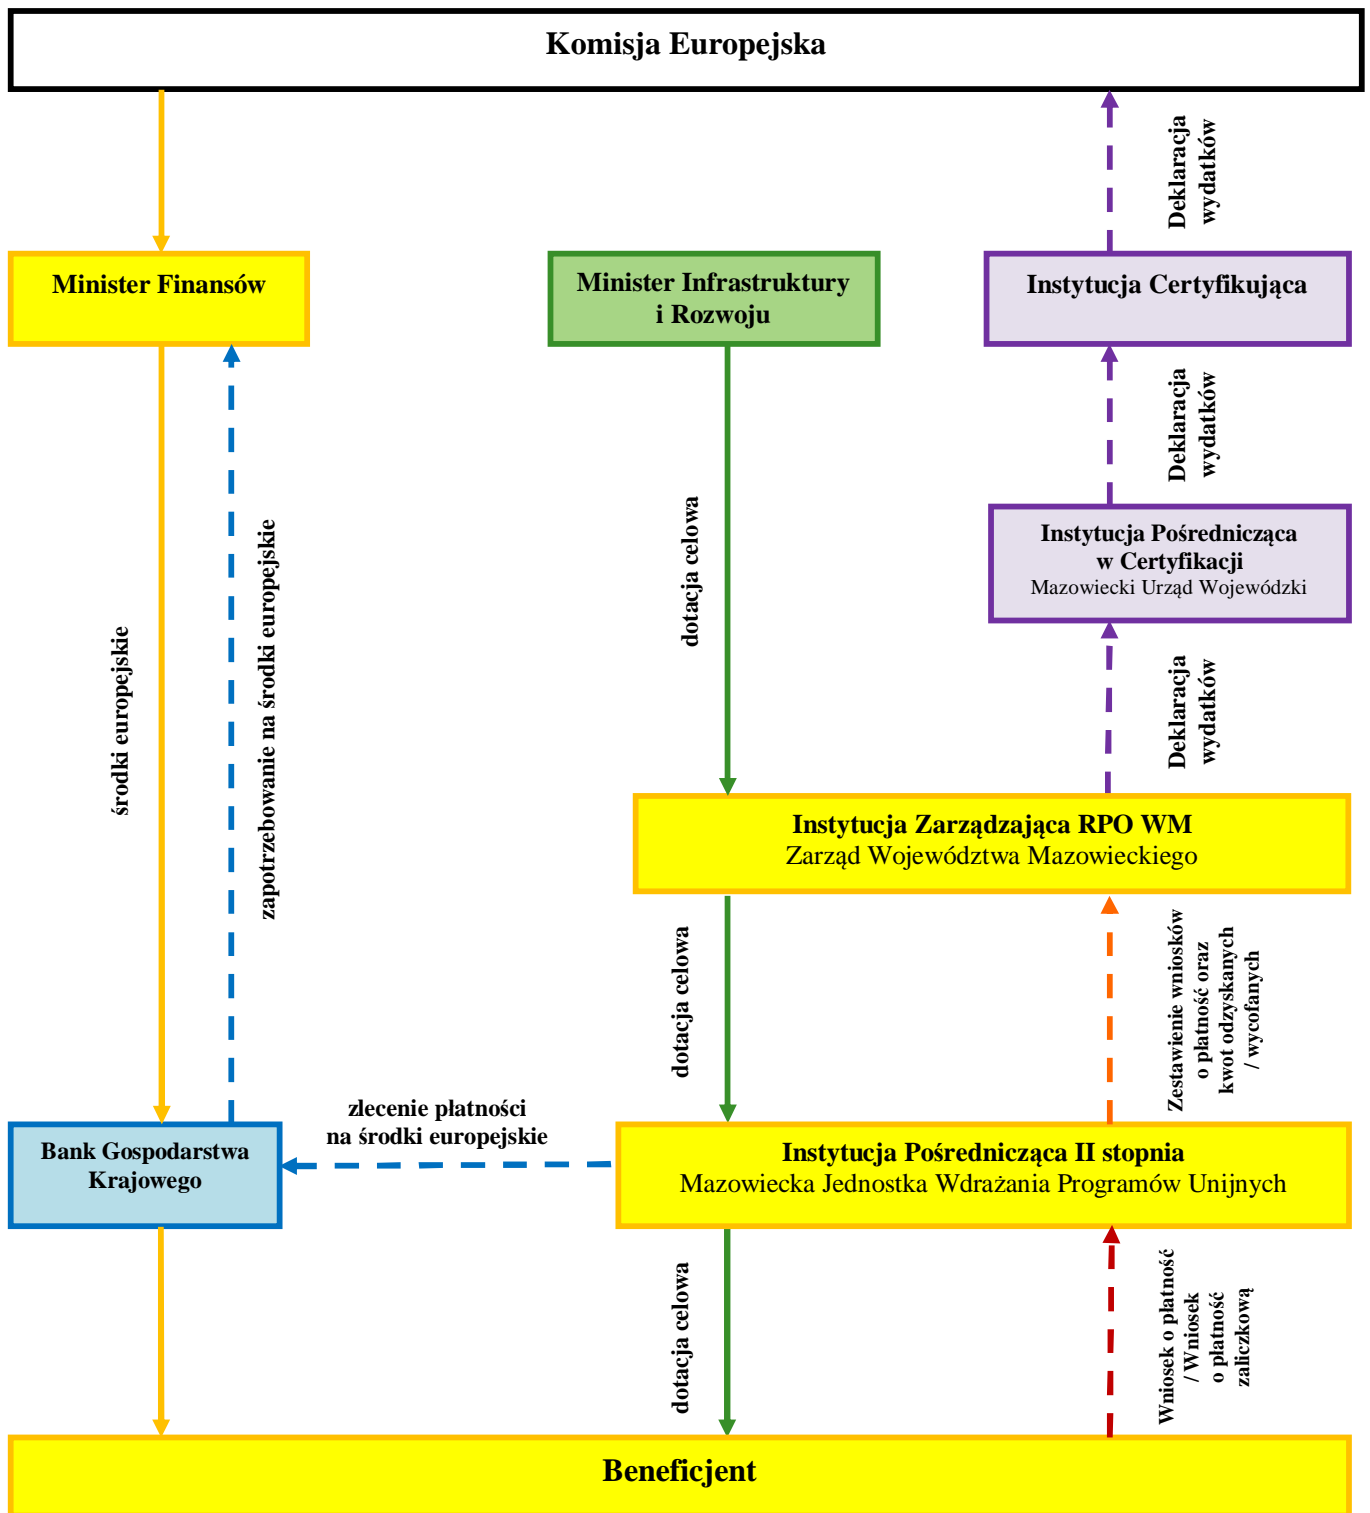 Komisja Europejska
Deklaracja
wydatków
Minister Finansów
Minister Infrastruktury
i Rozwoju
Instytucja Certyfikująca
Deklaracja
wydatków
Instytucja Pośrednicząca
w Certyfikacji
Mazowiecki Urząd Wojewódzki
środki europejskie
zapotrzebowanie na środki europejskie
dotacja celowa
Deklaracja
wydatków
Instytucja Zarządzająca RPO WM
Zarząd Województwa Mazowieckiego
dotacja celowa
Zestawienie wniosków
o płatność oraz
kwot odzyskanych
/ wycofanych
zlecenie płatności
na środki europejskie
Bank Gospodarstwa
Krajowego
Instytucja Pośrednicząca II stopnia
Mazowiecka Jednostka Wdrażania Programów Unijnych
dotacja celowa
Wniosek o płatność
/ Wniosek
o płatność
zaliczkową
Beneficjent